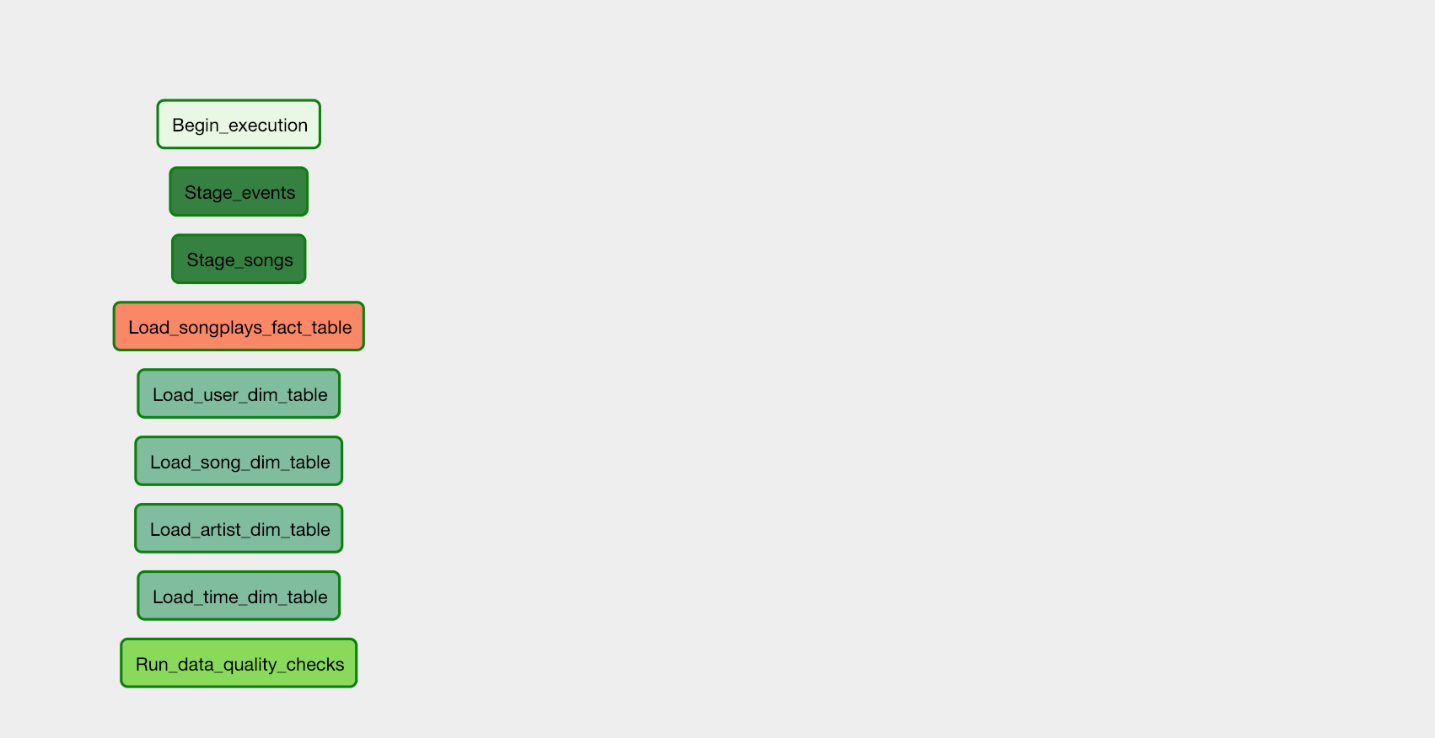 Begin_execution
Stage_events
Stage_songs
Load_songplays_fact_table
Load_user_dim_table
Load_song_dim_table
Load_artist_dim_table
Load_time_dim_table
Run_data_quality_checks